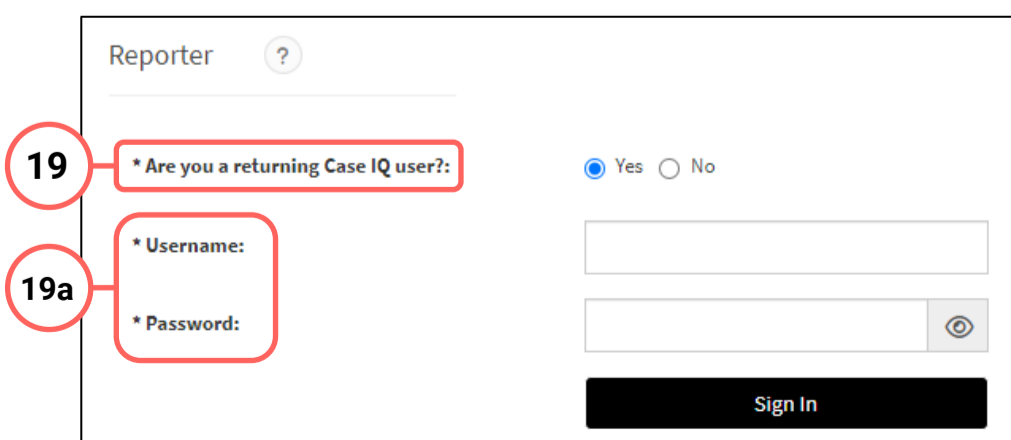 Reporter ?
19 * Are you a returning Case IQ user?: Yes No
* Username:
19a
* Password:
Sign In